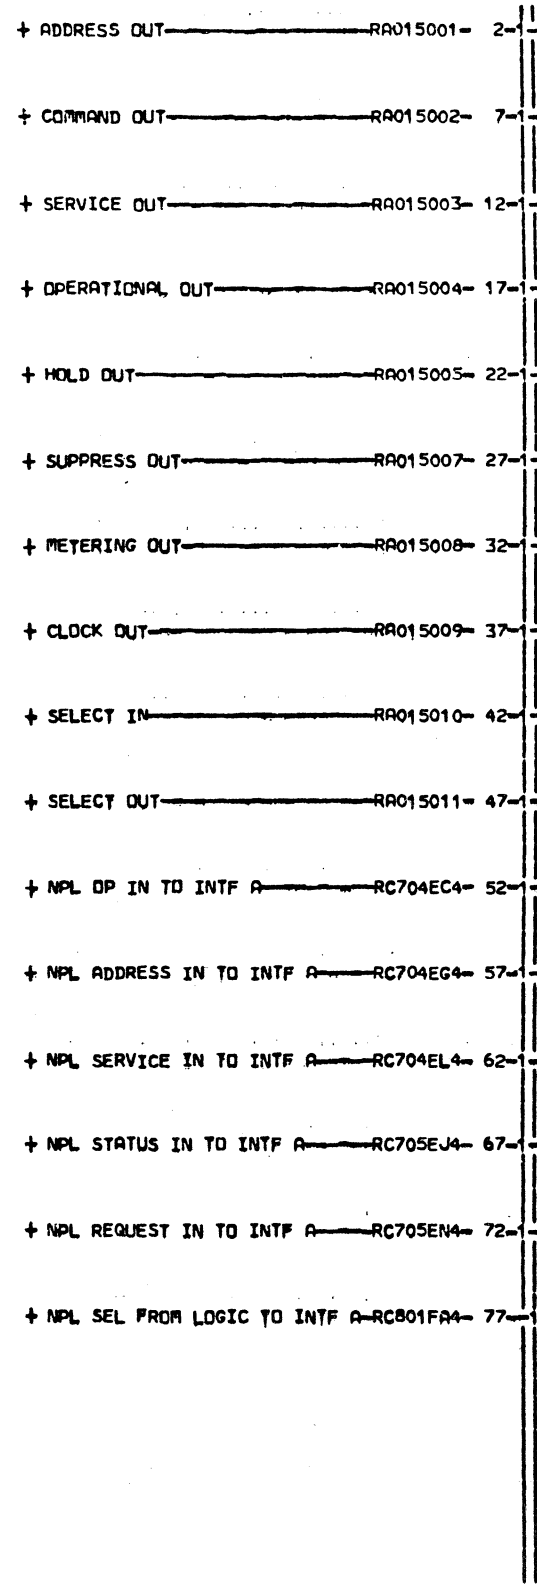 + ADDRESS OUT RA015001- 2-1-
+ COMMAND OUT RA015002- 7-1-
+ SERVICE OUT RA015003- 12-1-
+ OPERATIONAL OUT RA015004- 17-1-
+ HOLD OUT RA015005- 22-1-
+ SUPPRESS OUT RA015007- 27-1-
+ METERING OUT RA015008- 32-1-
+ CLOCK OUT RA015009- 37-1-
+ SELECT IN RA015010- 42-1-
+ SELECT OUT RA015011- 47-1-
+ NPL OP IN TO INTF A RC704EC4- 52-1-
+ NPL ADDRESS IN TO INTF A RC704EG4- 57-1-
+ NPL SERVICE IN TO INTF A RC704EL4- 62-1-
+ NPL STATUS IN TO INTF A RC705EJ4- 67-1-
+ NPL REQUEST IN TO INTF A RC705EN4- 72-1-
+ NPL SEL FROM LOGIC TO INTF A-RC801FA4- 77-1